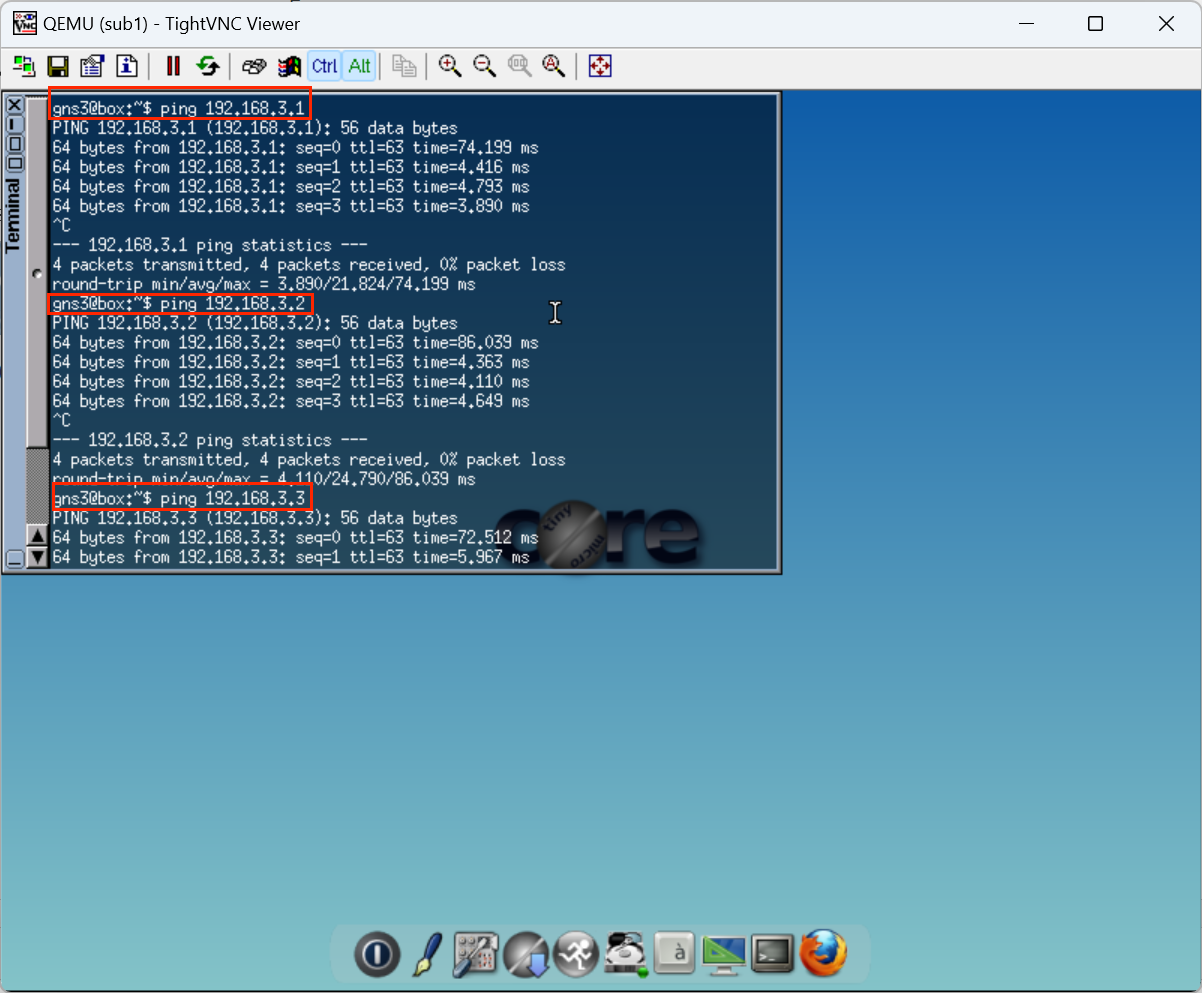 QEMU (sub1) - TightVNC Viewer
Ctrl Alt
Terminal
gns3@box:~$ ping 192.168.3.1
PING 192.168.3.1 (192.168.3.1): 56 data bytes
64 bytes from 192.168.3.1: seq=0 ttl=63 time=74.199 ms
64 bytes from 192.168.3.1: seq=1 ttl=63 time=4.416 ms
64 bytes from 192.168.3.1: seq=2 ttl=63 time=4.793 ms
64 bytes from 192.168.3.1: seq=3 ttl=63 time=3.890 ms
^C
--- 192.168.3.1 ping statistics ---
4 packets transmitted, 4 packets received, 0% packet loss
round-trip min/avg/max = 3.890/21.824/74.199 ms
gns3@box:~$ ping 192.168.3.2
PING 192.168.3.2 (192.168.3.2): 56 data bytes
64 bytes from 192.168.3.2: seq=0 ttl=63 time=86.039 ms
64 bytes from 192.168.3.2: seq=1 ttl=63 time=4.363 ms
64 bytes from 192.168.3.2: seq=2 ttl=63 time=4.110 ms
64 bytes from 192.168.3.2: seq=3 ttl=63 time=4.649 ms
^C
--- 192.168.3.2 ping statistics ---
4 packets transmitted, 4 packets received, 0% packet loss
round-trip min/avg/max = 4.110/24.790/86.039 ms
gns3@box:~$ ping 192.168.3.3
PING 192.168.3.3 (192.168.3.3): 56 data bytes
64 bytes from 192.168.3.3: seq=0 ttl=63 time=72.512 ms
64 bytes from 192.168.3.3: seq=1 ttl=63 time=5.967 ms
core
tiny
micro
à